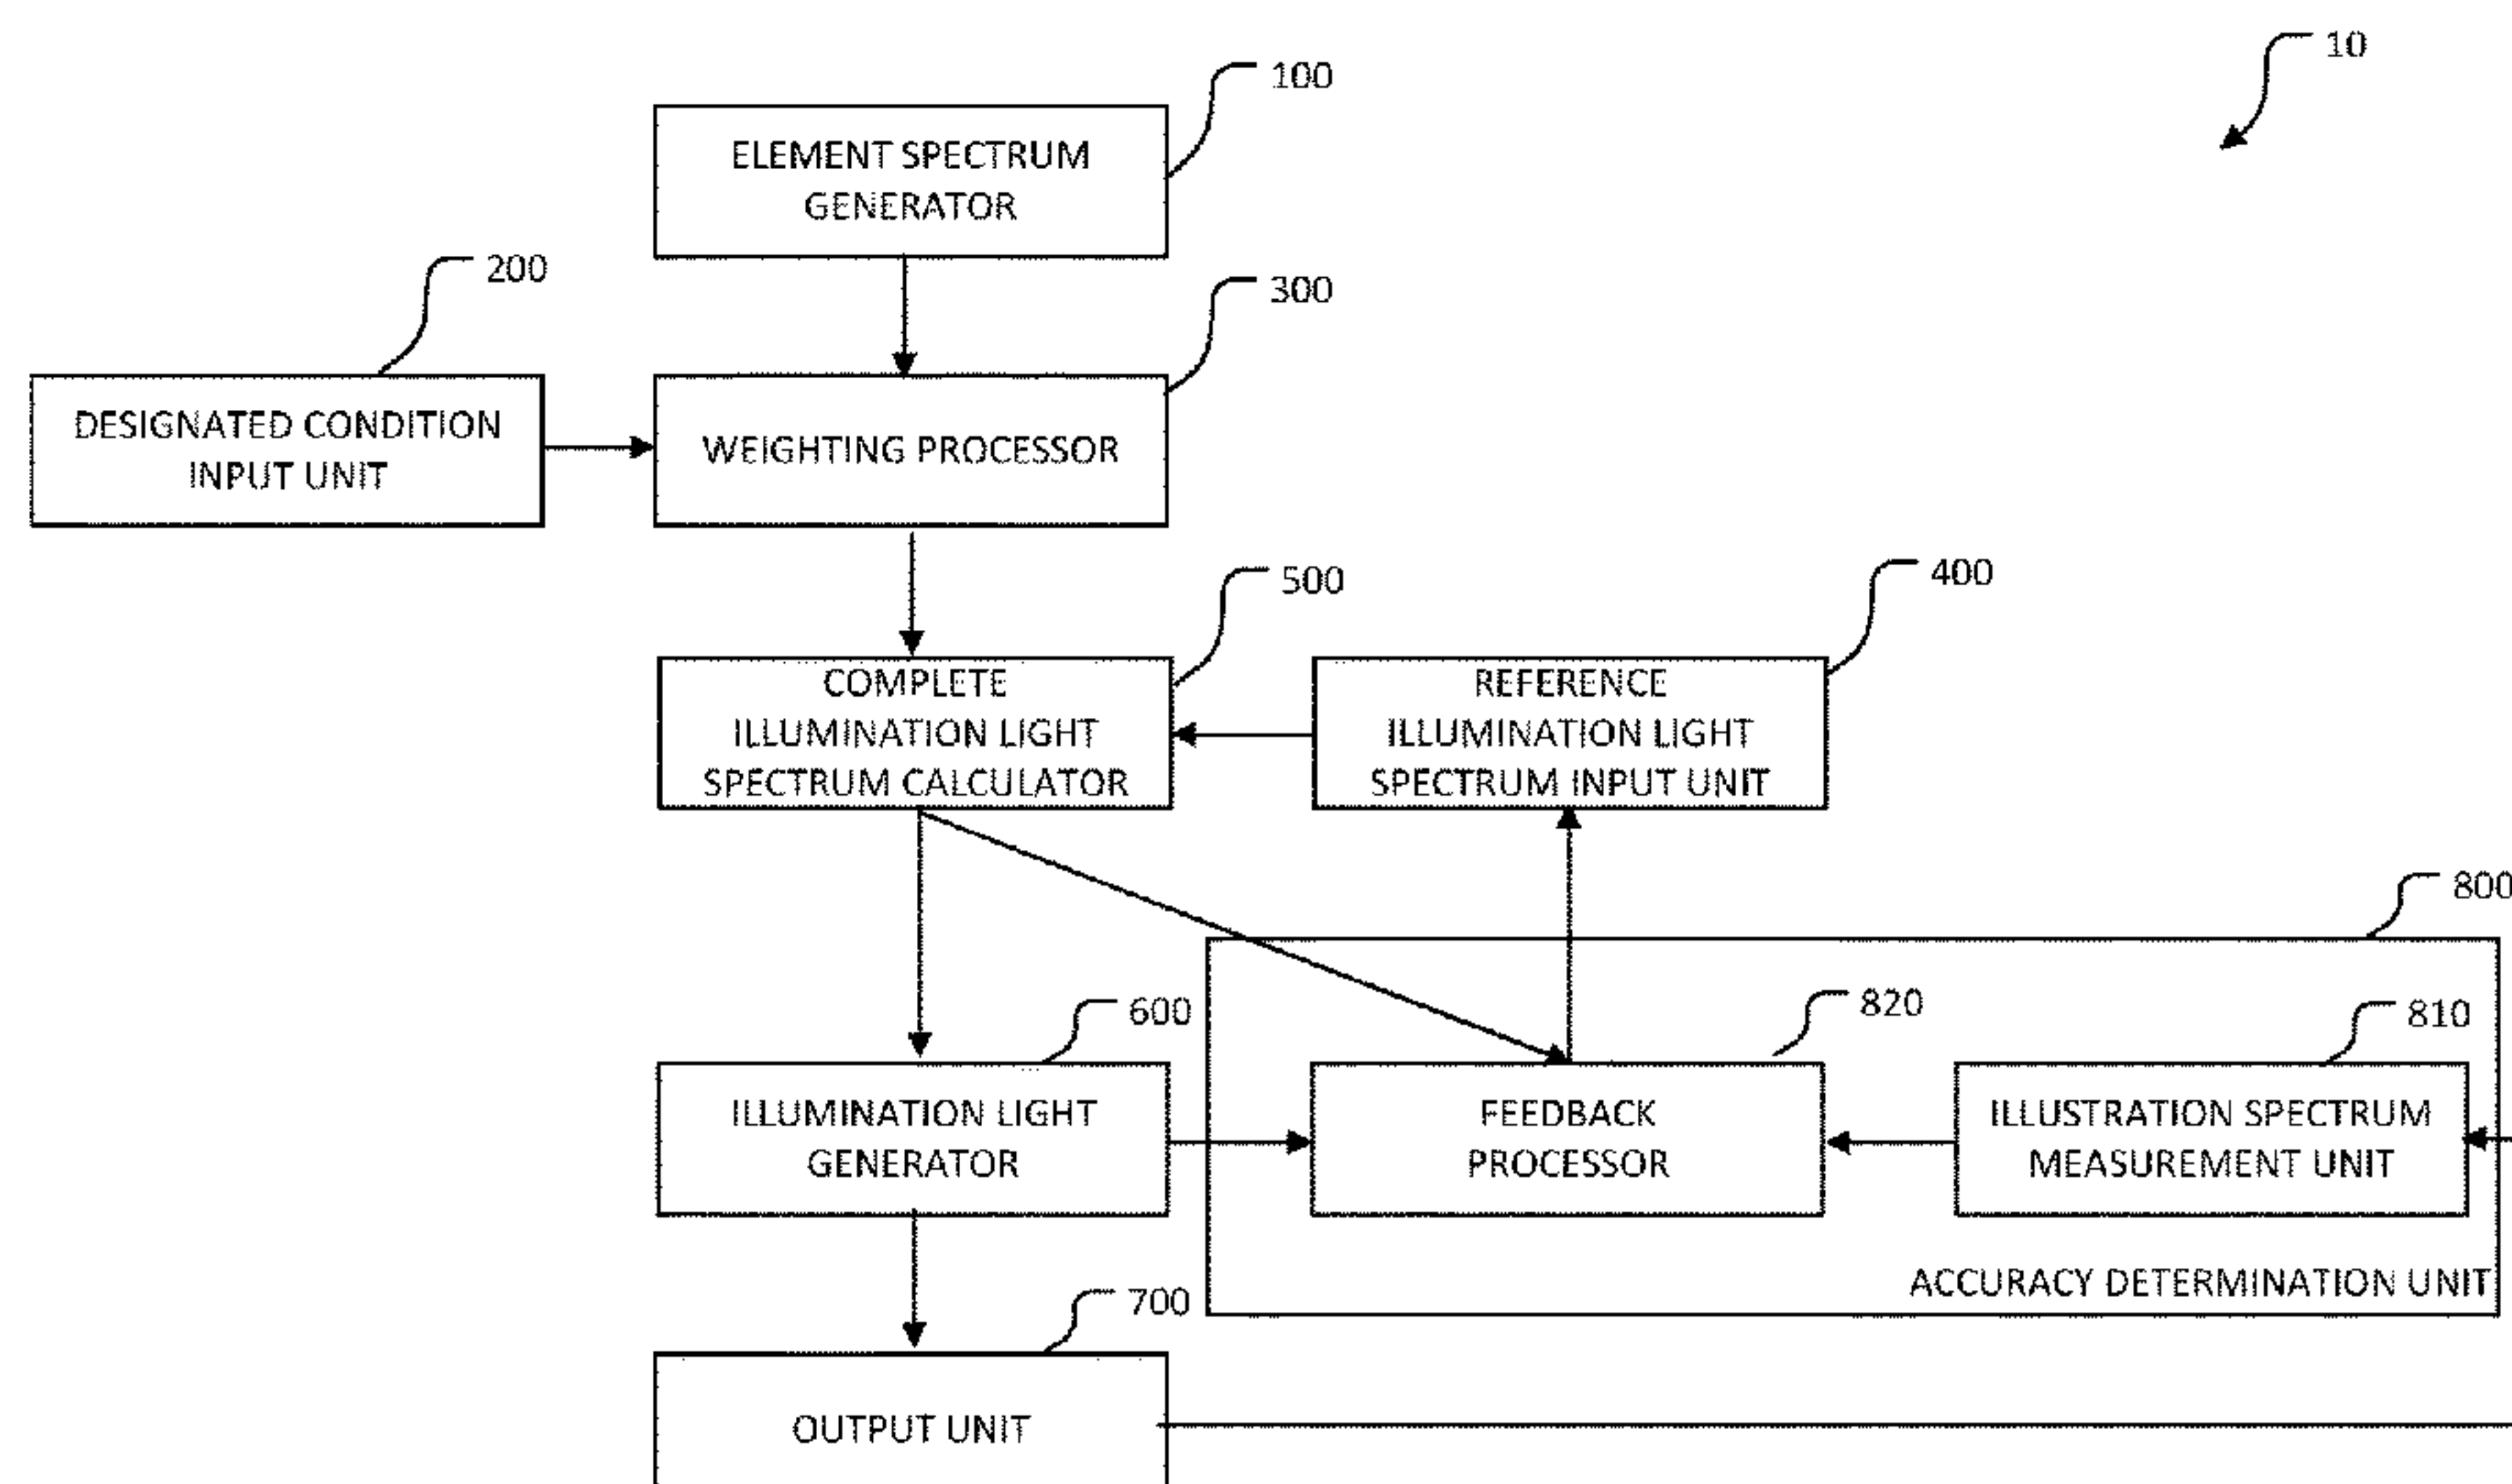 10
100
ELEMENT SPECTRUM
GENERATOR
200
300
DESIGNATED CONDITION
INPUT UNIT
WEIGHTING PROCESSOR
500
400
COMPLETE
ILLUMINATION LIGHT
SPECTRUM CALCULATOR
REFERENCE
ILLUMINATION LIGHT
SPECTRUM INPUT UNIT
800
600
820
810
ILLUMINATION LIGHT
GENERATOR
FEEDBACK
PROCESSOR
ILLUSTRATION SPECTRUM
MEASUREMENT UNIT
ACCURACY DETERMINATION UNIT
700
OUTPUT UNIT